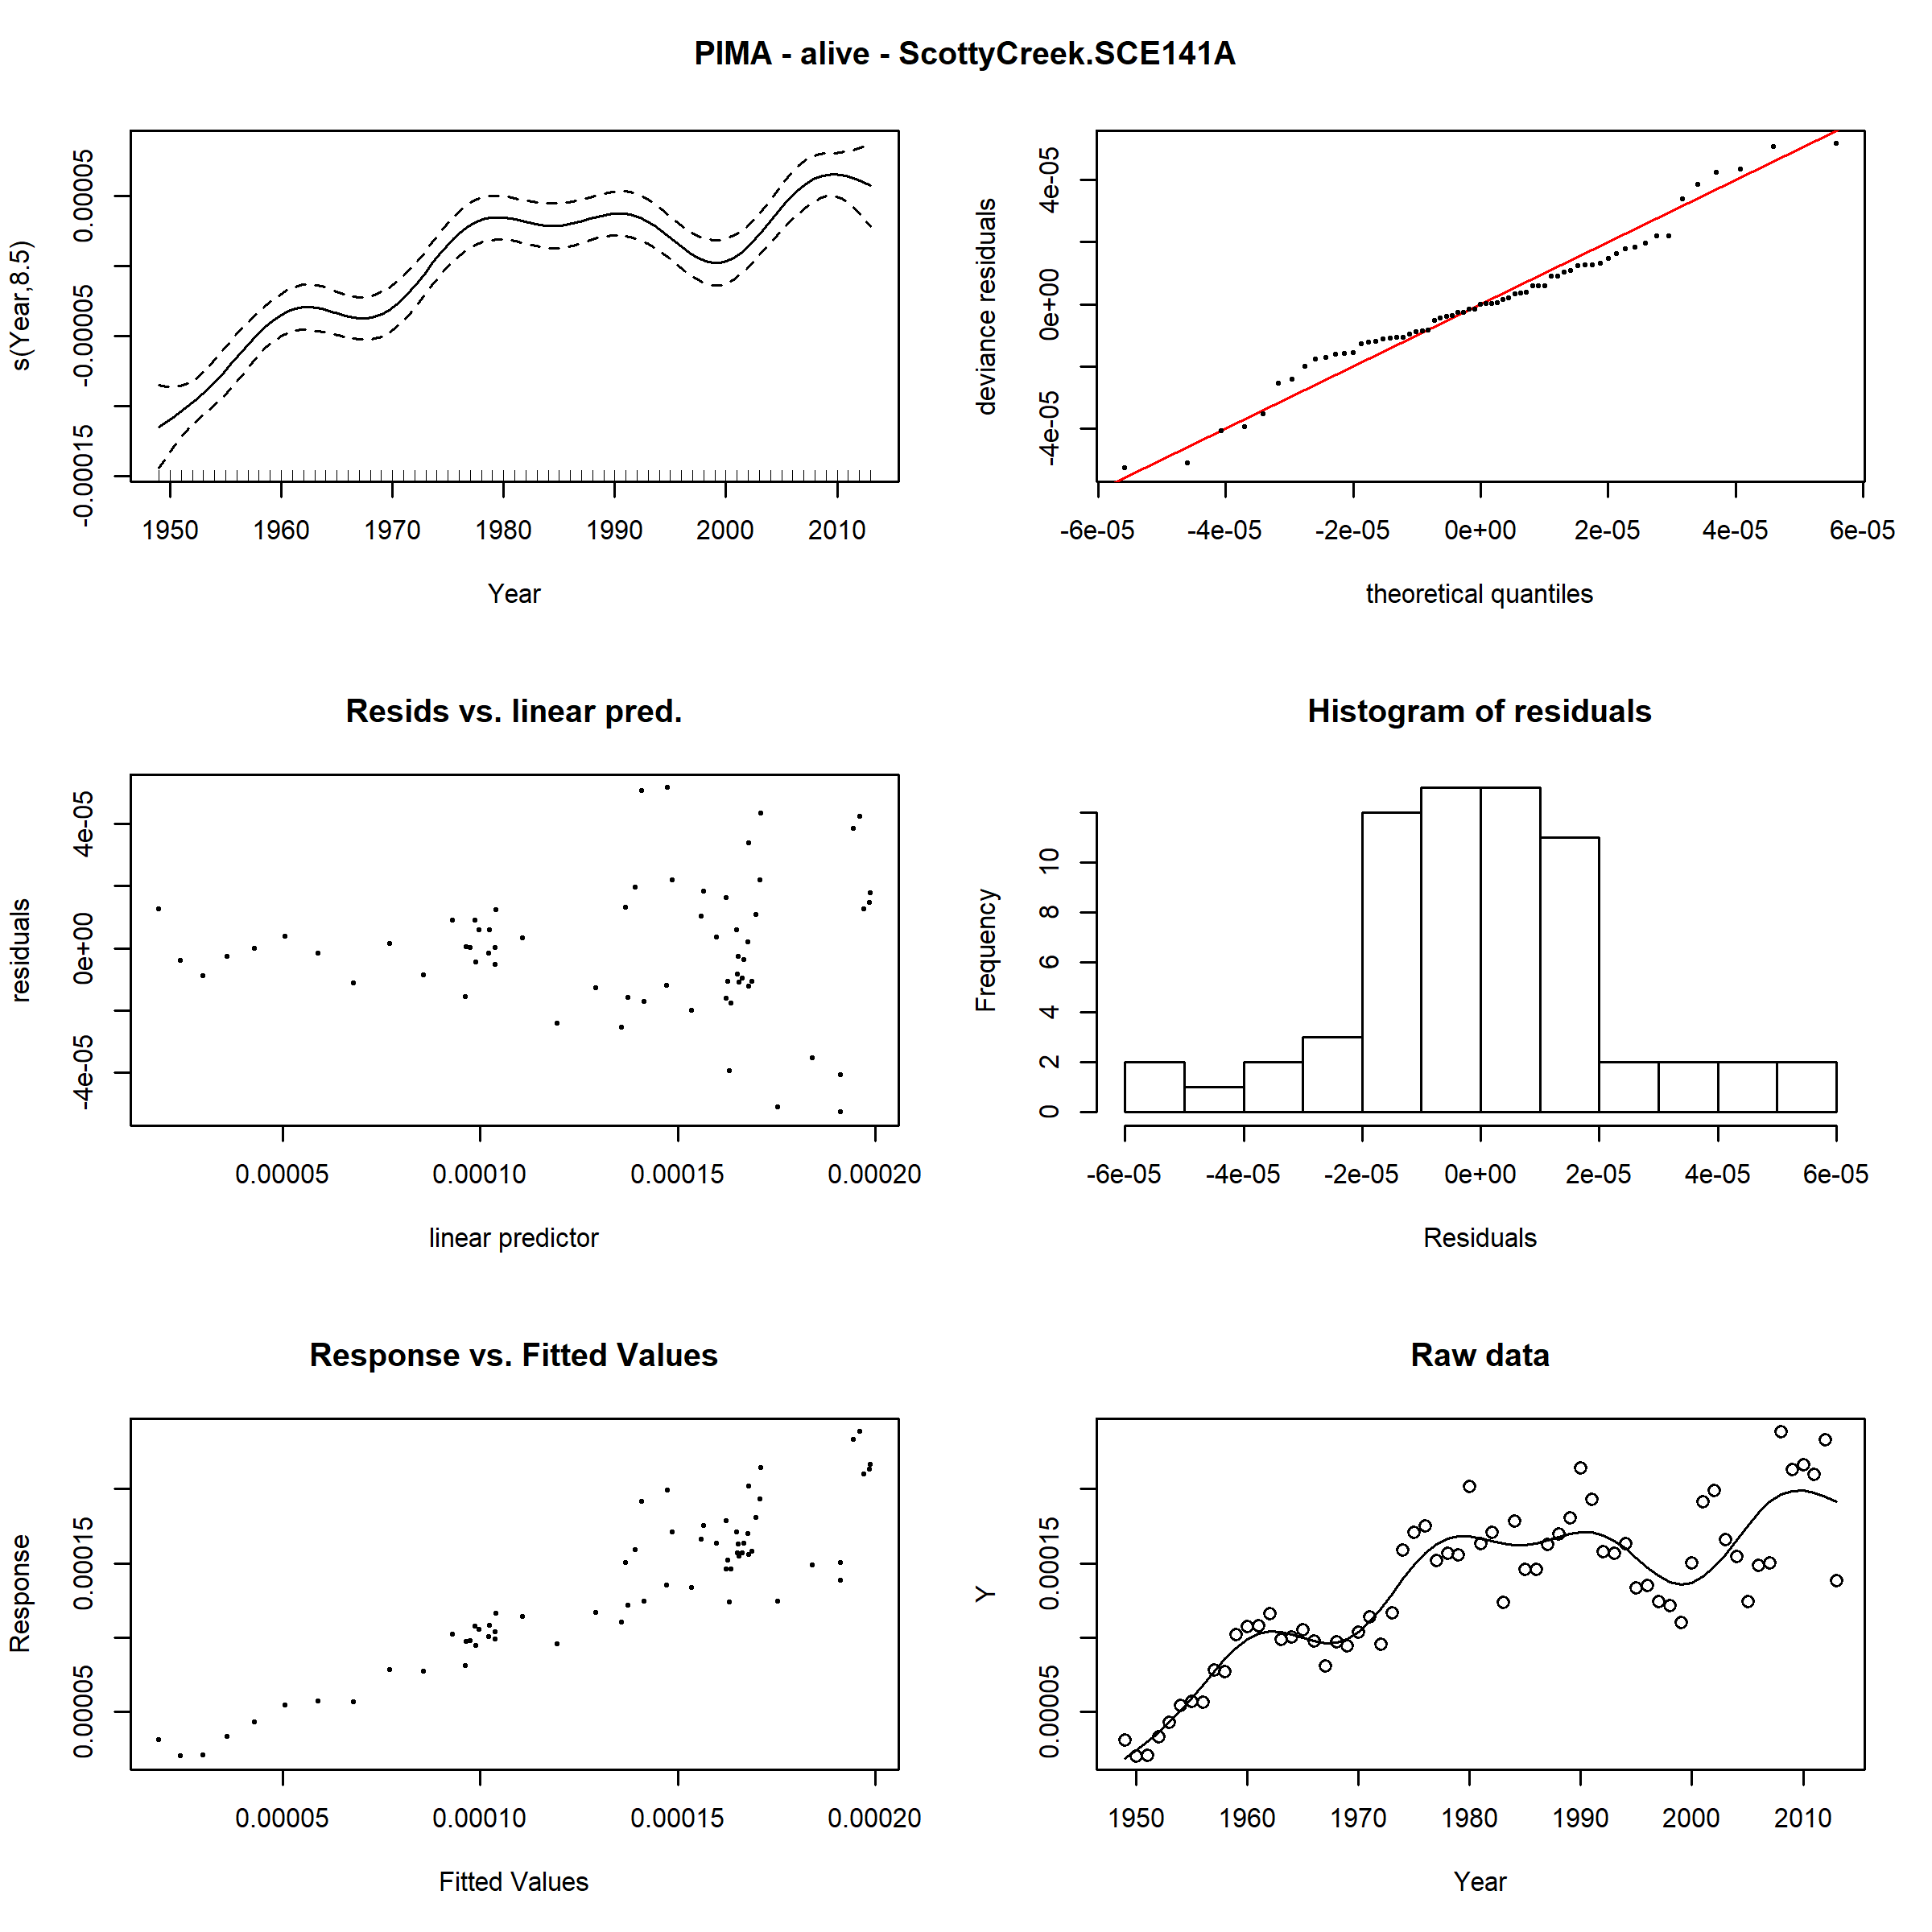 PIMA - alive - ScottyCreek.SCE141A
s(Year,8.5)
-0.00015 -0.00005 0.00005
1950 1960 1970 1980 1990 2000 2010
Year
deviance residuals
-4e-05 0e+00 4e-05
-6e-05 -4e-05 -2e-05 0e+00 2e-05 4e-05 6e-05
theoretical quantiles
Resids vs. linear pred.
residuals
-4e-05 0e+00 4e-05
0.00005 0.00010 0.00015 0.00020
linear predictor
Histogram of residuals
Frequency
0 2 4 6 8 10
-6e-05 -4e-05 -2e-05 0e+00 2e-05 4e-05 6e-05
Residuals
Response vs. Fitted Values
Response
0.00005 0.00015
0.00005 0.00010 0.00015 0.00020
Fitted Values
Raw data
Y
0.00005 0.00015
1950 1960 1970 1980 1990 2000 2010
Year